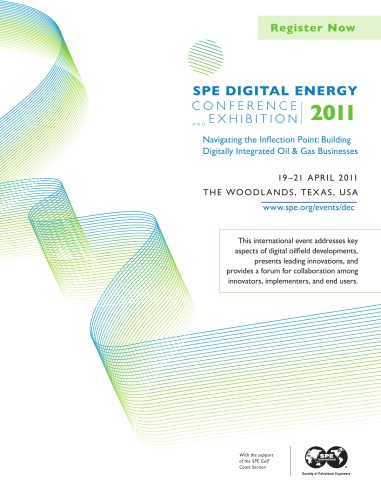 Register Now
SPE DIGITAL ENERGY
CONFERENCE
AND EXHIBITION 2011
Navigating the Inflection Point: Building
Digitally Integrated Oil & Gas Businesses
19–21 APRIL 2011
THE WOODLANDS, TEXAS, USA
www.spe.org/events/dec
This international event addresses key
aspects of digital oilfield developments,
presents leading innovations, and
provides a forum for collaboration among
innovators, implementers, and end users.
With the support
of the SPE Gulf
Coast Section
SPE
Society of Petroleum Engineers